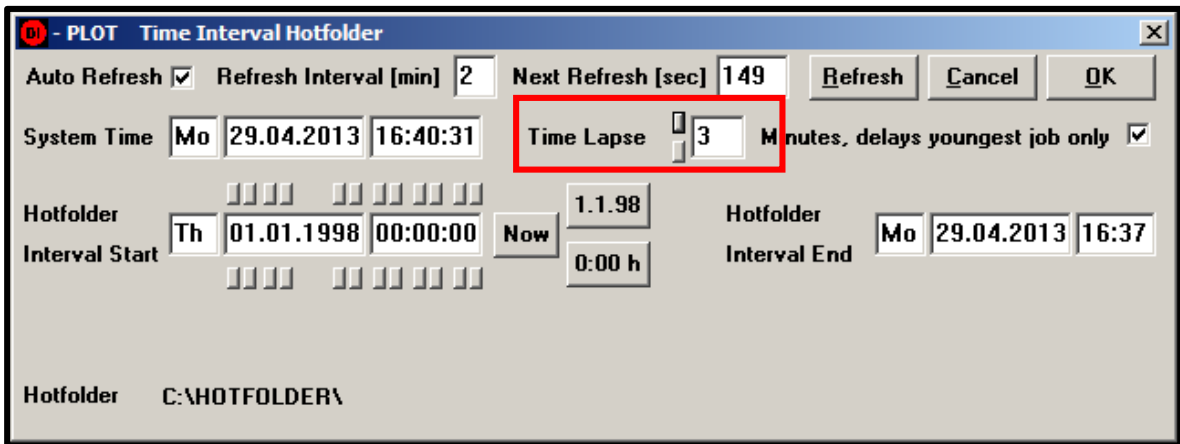 DI - PLOT Time Interval Hotfolder
Auto Refresh Refresh Interval [min] 2 Next Refresh [sec] 149 Refresh Cancel OK
System Time Mo 29.04.2013 16:40:31 Time Lapse 3 Minutes, delays youngest job only
Hotfolder Interval Start Th 01.01.1998 00:00:00 Now 1.1.98 0:00 h Hotfolder Interval End Mo 29.04.2013 16:37
Hotfolder C:\HOTFOLDER\